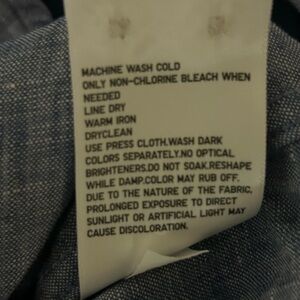 MACHINE WASH COLD
ONLY NON-CHLORINE BLEACH WHEN
NEEDED
LINE DRY
WARM IRON
DRYCLEAN
USE PRESS CLOTH.WASH DARK
COLORS SEPARATELY.NO OPTICAL
BRIGHTENERS.DO NOT SOAK.RESHAPE
WHILE DAMP.COLOR MAY RUB OFF.
DUE TO THE NATURE OF THE FABRIC,
PROLONGED EXPOSURE TO DIRECT
SUNLIGHT OR ARTIFICIAL LIGHT MAY
CAUSE DISCOLORATION.